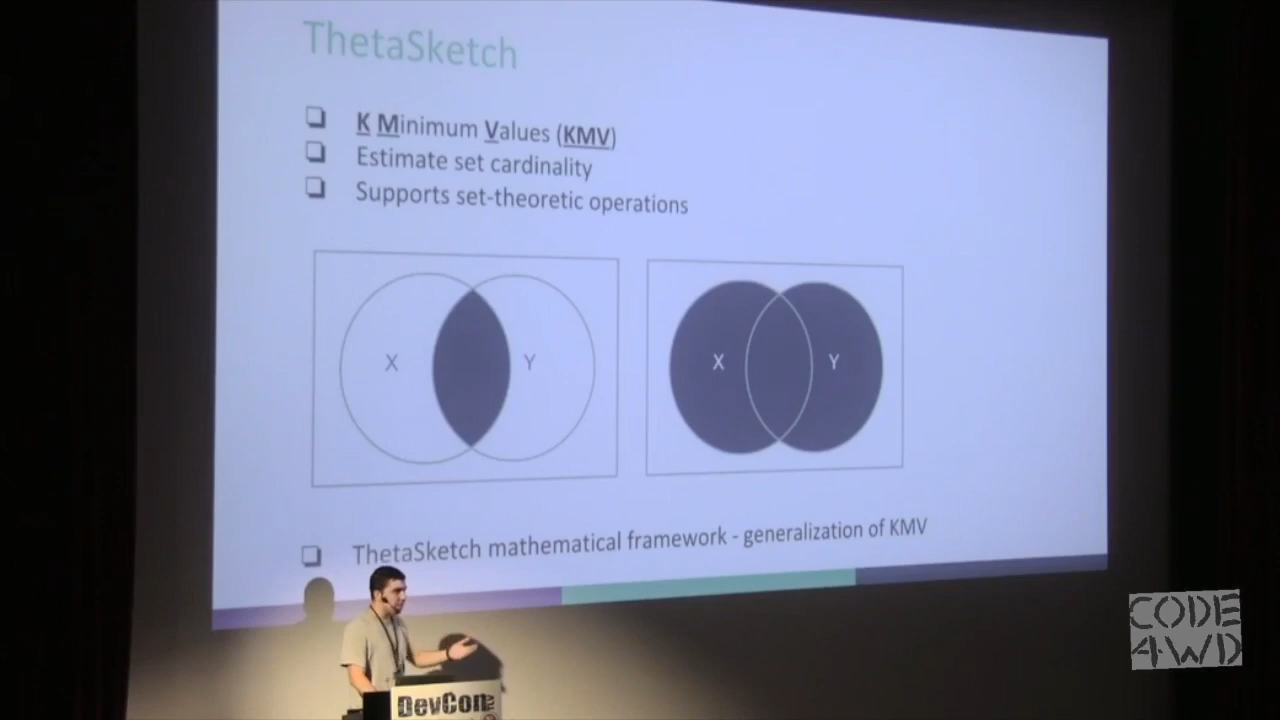 ThetaSketch
K Minimum Values (KMV)
Estimate set cardinality
Supports set-theoretic operations
X Y
X Y
ThetaSketch mathematical framework - generalization of KMV
CODE
4WD